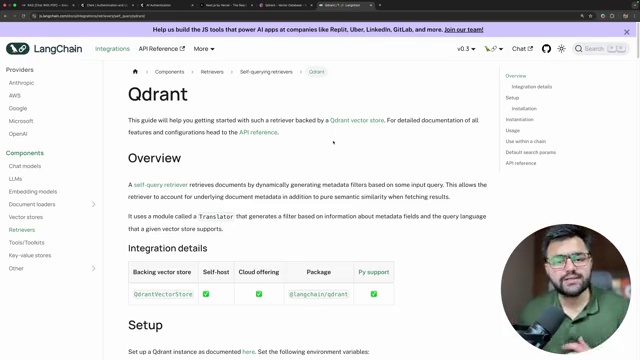 Help us build the JS tools that power AI apps at companies like Replit, Uber, LinkedIn, GitLab, and more. Join our team!
LangChain
Integrations
API Reference
More
v0.3
Chat
Search
Providers
Anthropic
AWS
Google
Microsoft
OpenAI
Components
Chat models
LLMs
Embedding models
Document loaders
Vector stores
Retrievers
Tools/Toolkits
Key-value stores
Other
Components
Retrievers
Self-querying retrievers
Qdrant
Qdrant
This guide will help you getting started with such a retriever backed by a Qdrant vector store. For detailed documentation of all
features and configurations head to the API reference.
Overview
A self-query retriever retrieves documents by dynamically generating metadata filters based on some input query. This allows the
retriever to account for underlying document metadata in addition to pure semantic similarity when fetching results.
It uses a module called a Translator that generates a filter based on information about metadata fields and the query language
that a given vector store supports.
Integration details
Backing vector store Self-host Cloud offering Package Py support
QdrantVectorStore @langchain/qdrant
Setup
Set up a Qdrant instance as documented here. Set the following environment variables:
Overview
Integration details
Setup
Installation
Instantiation
Usage
Use within a chain
Default search params
API reference